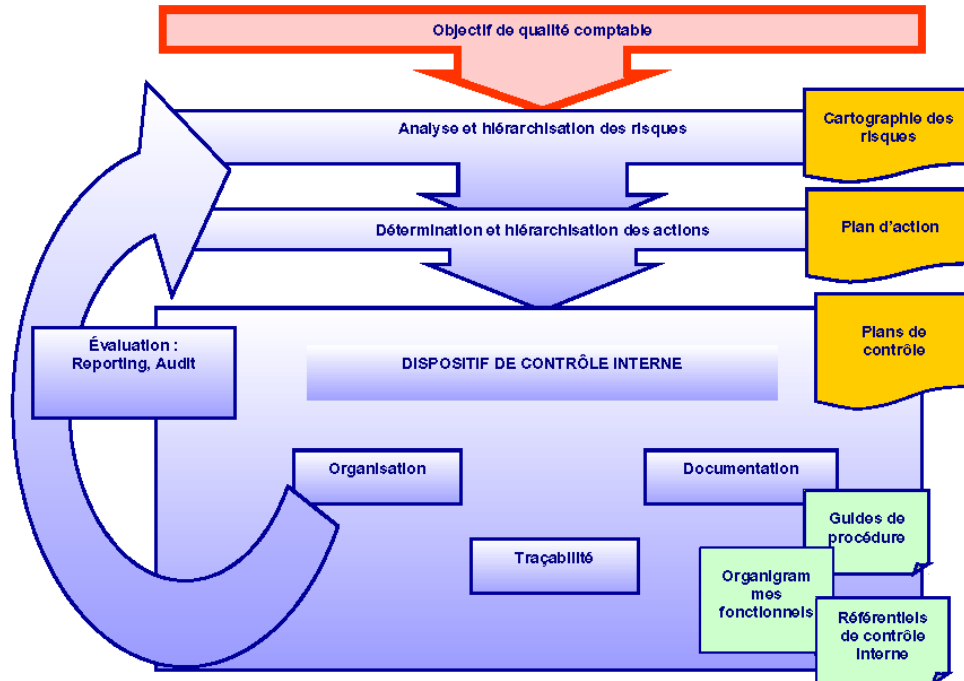 Objectif de qualité comptable
Analyse et hiérarchisation des risques
Cartographie des
risques
Détermination et hiérarchisation des actions
Plan d'action
Évaluation :
Reporting, Audit
Plans de
contrôle
DISPOSITIF DE CONTRÔLE INTERNE
Organisation
Documentation
Guides de
procédure
Traçabilité
Organigram
mes
fonctionnels
Référentiels
de contrôle
Interne